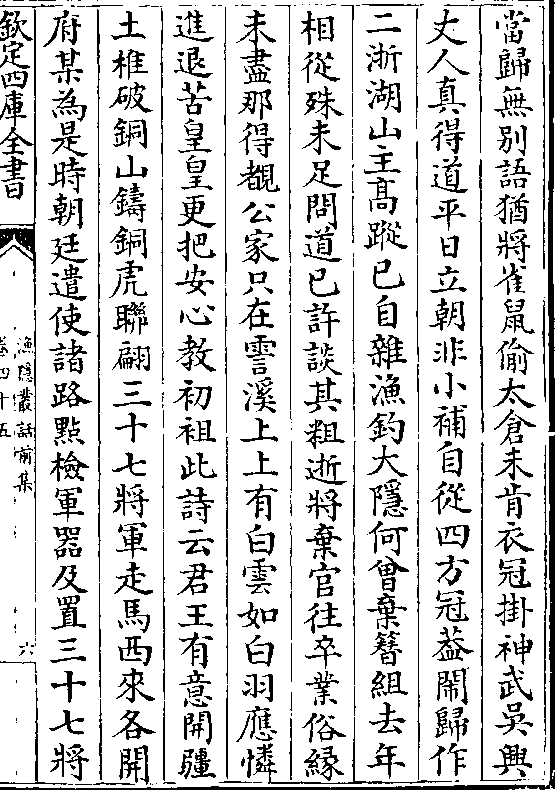 當歸無別語猶將雀鼠偷太倉未肯衣冠掛神武吳興
丈人真得道平日立朝非小補自從四方冠葢鬧歸作
二浙湖山主髙蹤已自雜漁釣大隱何曾棄簮組去年
相從殊未足問道已許談其粗逝將棄官往卒業俗縁
未盡那得覩公家只在霅溪上上有白雲如白羽應憐
進退苦皇皇更把安心教初祖此詩云君王有意開疆
土椎破銅山鑄銅虎聯翩三十七將軍走馬西來各開
府某為是時朝廷遣使諸路點檢軍器及置三十七將
欽定四庫全書
漁隱叢話前集
卷四十五
六